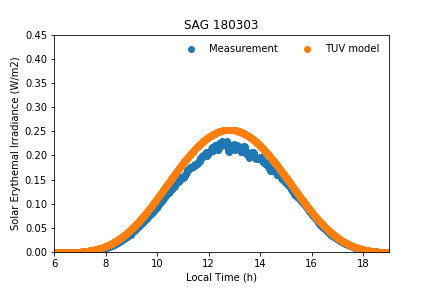 SAG 180303
Measurement
TUV model
Solar Erythemal Irradiance (W/m2)
0.45
0.40
0.35
0.30
0.25
0.20
0.15
0.10
0.05
0.00
6 8 10 12 14 16 18
Local Time (h)